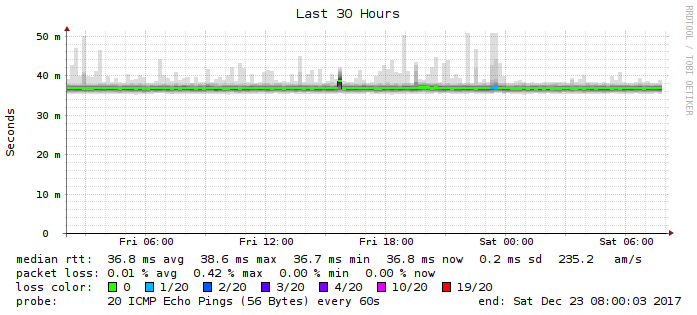 Last 30 Hours
RRDTOOL / TOBI OETIKER
Seconds
50 m
40 m
30 m
20 m
10 m
0
Fri 06:00 Fri 12:00 Fri 18:00 Sat 00:00 Sat 06:00
median rtt: 36.8 ms avg 38.6 ms max 36.7 ms min 36.8 ms now 0.2 ms sd 235.2 am/s
packet loss: 0.01 % avg 0.42 % max 0.00 % min 0.00 % now
loss color: 0 1/20 2/20 3/20 4/20 10/20 19/20
probe: 20 ICMP Echo Pings (56 Bytes) every 60s end: Sat Dec 23 08:00:03 2017